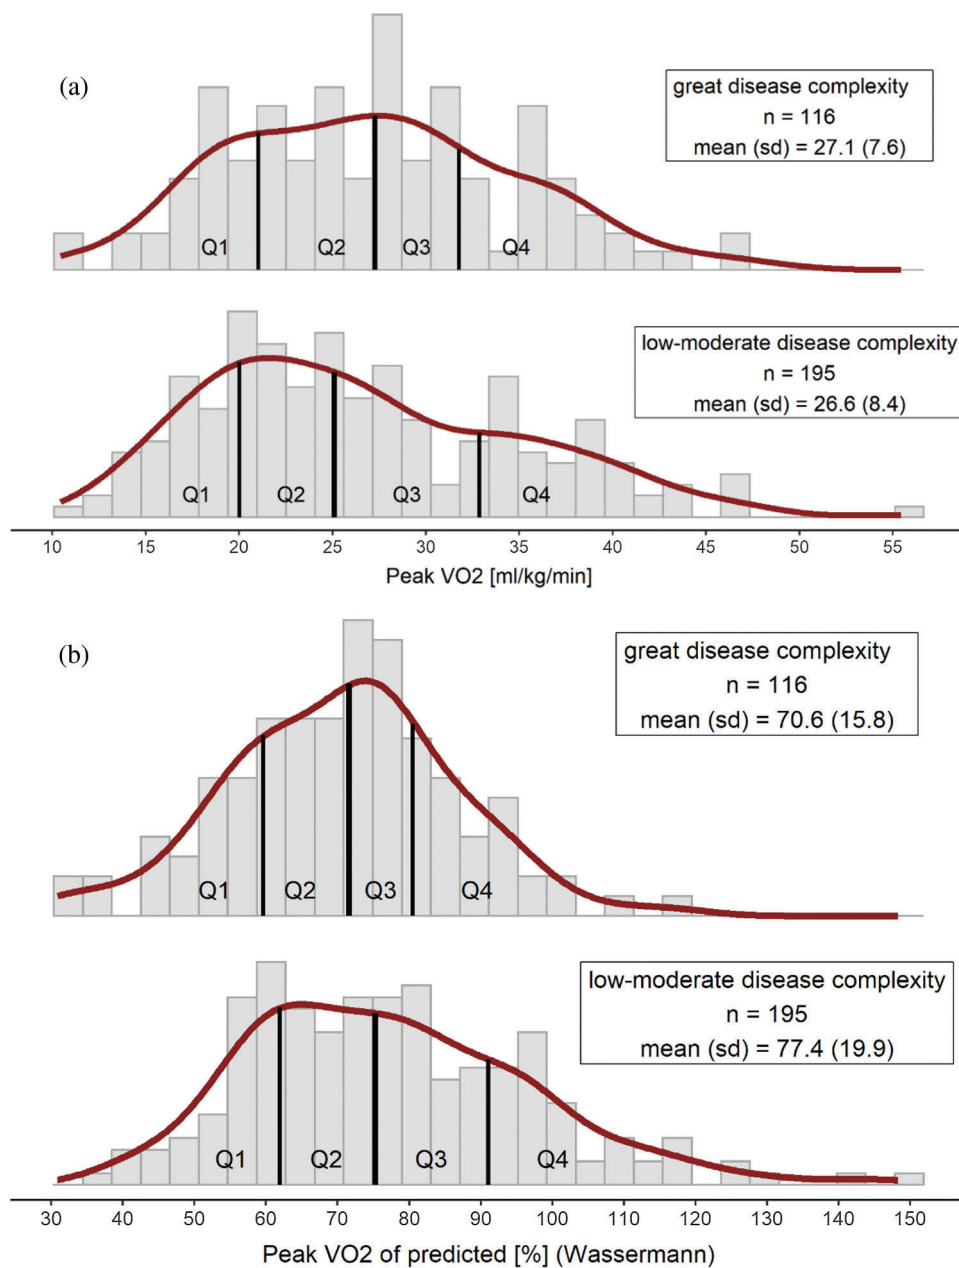 (a)
great disease complexity
n = 116
mean (sd) = 27.1 (7.6)
Q1 Q2 Q3 Q4
low-moderate disease complexity
n = 195
mean (sd) = 26.6 (8.4)
Q1 Q2 Q3 Q4
10 15 20 25 30 35 40 45 50 55
Peak VO2 [ml/kg/min]
(b)
great disease complexity
n = 116
mean (sd) = 70.6 (15.8)
Q1 Q2 Q3 Q4
low-moderate disease complexity
n = 195
mean (sd) = 77.4 (19.9)
Q1 Q2 Q3 Q4
30 40 50 60 70 80 90 100 110 120 130 140 150
Peak VO2 of predicted [%] (Wassermann)